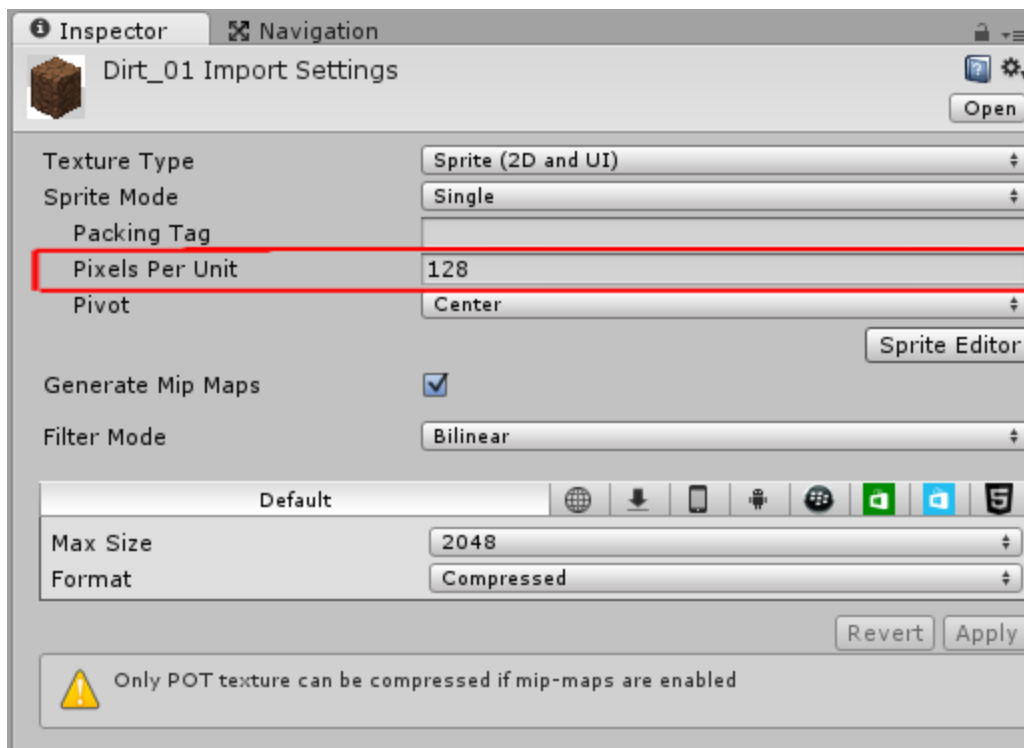 Inspector Navigation
Dirt_01 Import Settings
Open
Texture Type Sprite (2D and UI)
Sprite Mode Single
Packing Tag
Pixels Per Unit 128
Pivot Center
Sprite Editor
Generate Mip Maps
Filter Mode Bilinear
Default
Max Size 2048
Format Compressed
Revert Apply
Only POT texture can be compressed if mip-maps are enabled